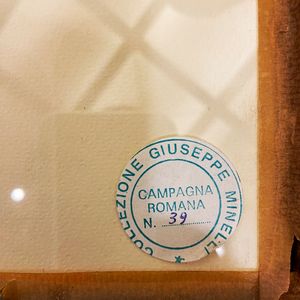 COLLEZIONE GIUSEPPE MINELLI *
CAMPAGNA
ROMANA
N. 39